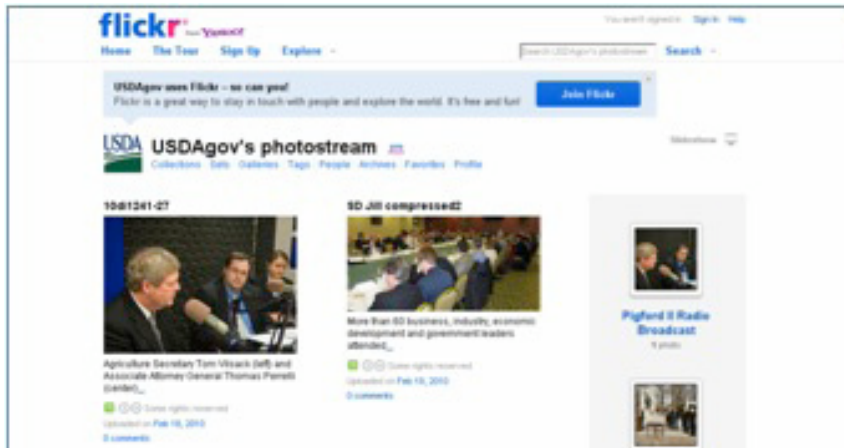 flickr from Yahoo!
You aren't signed in Sign In Help
Home The Tour Sign Up Explore
Search USDAgov's photostream Search
USDAgov uses Flickr – so can you!
Flickr is a great way to stay in touch with people and explore the world. It's free and fun!
Join Flickr
USDA USDAgov's photostream
Slideshow
Collections Sets Galleries Tags People Archives Favorites Profile
10di1241-27
Agriculture Secretary Tom Vilsack (left) and
Associate Attorney General Thomas Perrelli
(center)...
Some rights reserved
Uploaded on Feb 18, 2010
0 comments
SD Jill compressed2
More than 60 business, industry, economic
development and government leaders
attended...
Some rights reserved
Uploaded on Feb 18, 2010
0 comments
Pigford II Radio
Broadcast